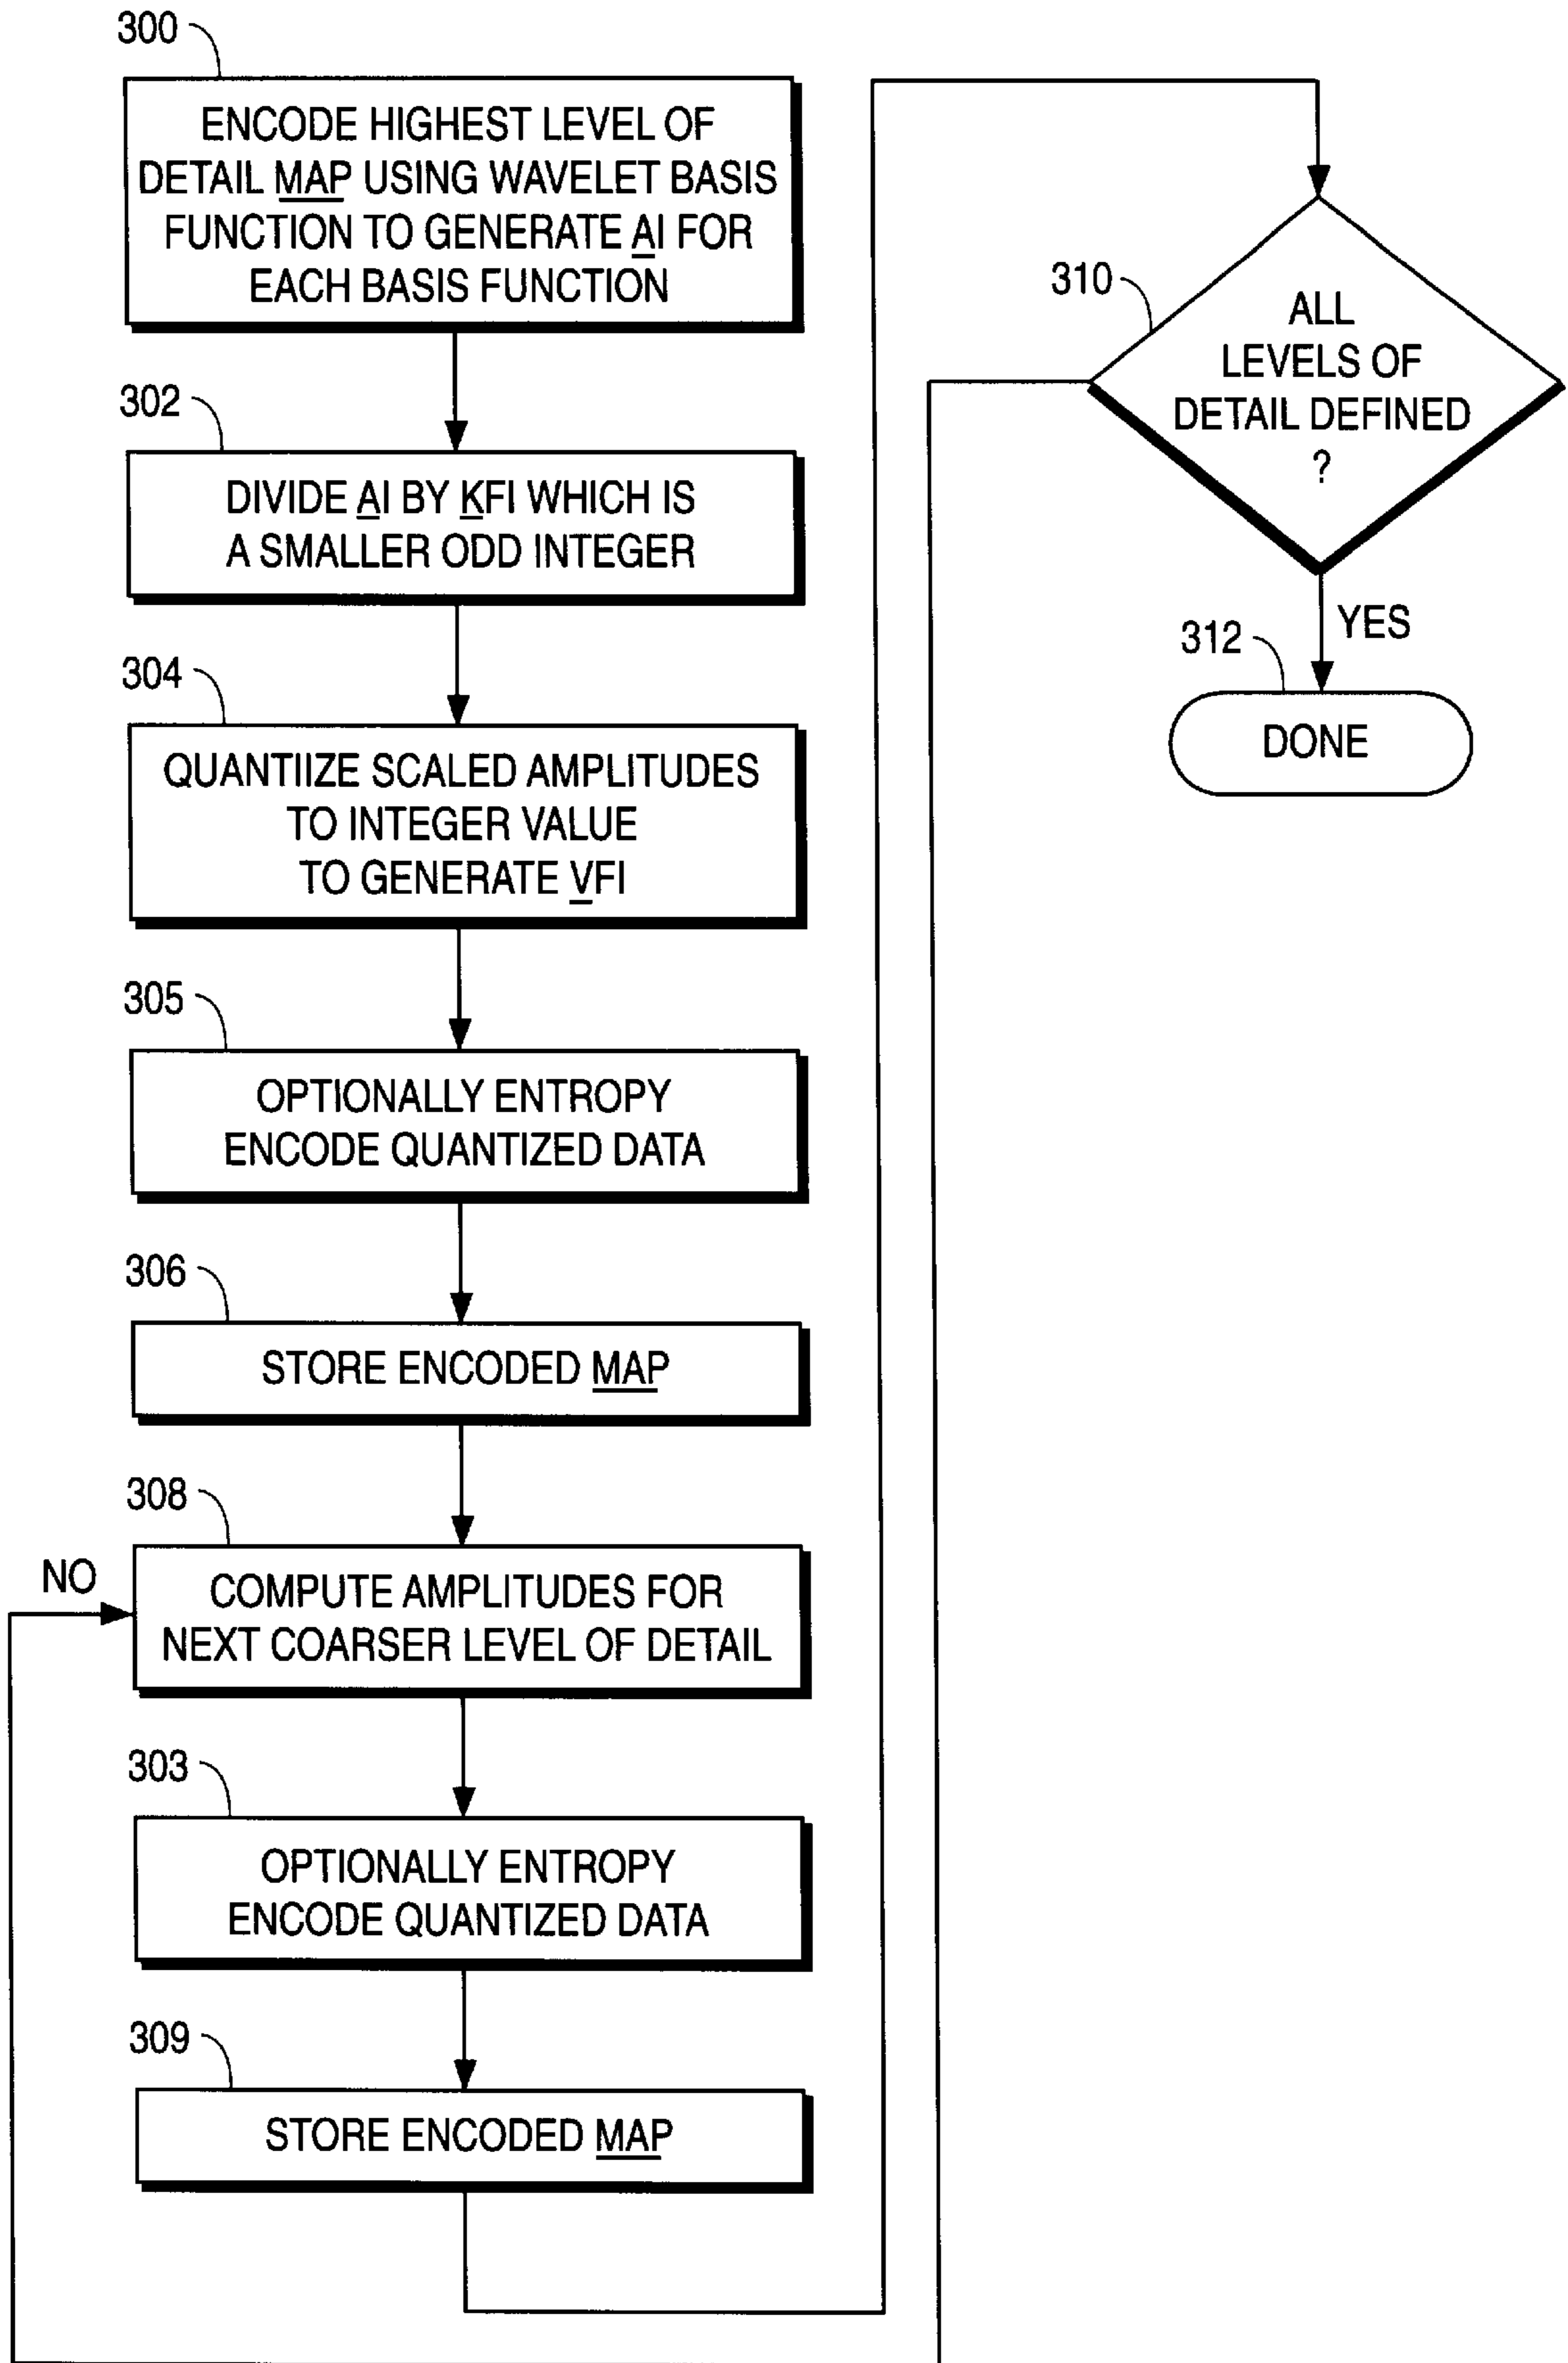 300
ENCODE HIGHEST LEVEL OF
DETAIL MAP USING WAVELET BASIS
FUNCTION TO GENERATE AI FOR
EACH BASIS FUNCTION
302
DIVIDE AI BY KFI WHICH IS
A SMALLER ODD INTEGER
304
QUANTIIZE SCALED AMPLITUDES
TO INTEGER VALUE
TO GENERATE VFI
305
OPTIONALLY ENTROPY
ENCODE QUANTIZED DATA
306
STORE ENCODED MAP
308
NO
COMPUTE AMPLITUDES FOR
NEXT COARSER LEVEL OF DETAIL
303
OPTIONALLY ENTROPY
ENCODE QUANTIZED DATA
309
STORE ENCODED MAP
310
ALL
LEVELS OF
DETAIL DEFINED
?
YES
312
DONE